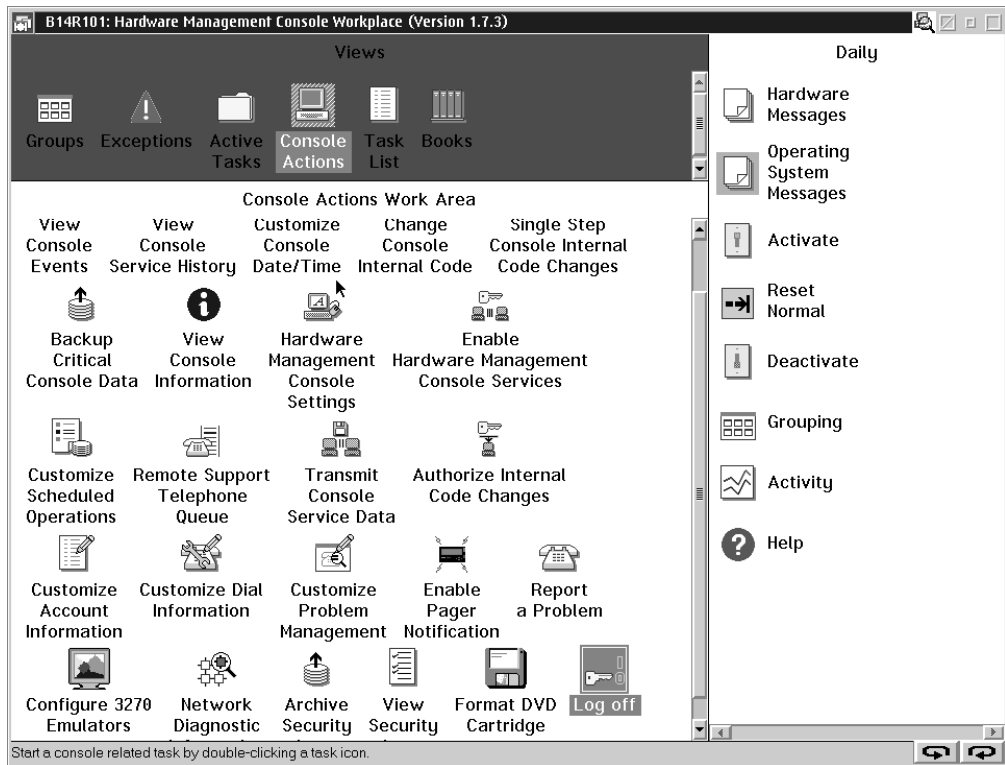 B14R101: Hardware Management Console Workplace (Version 1.7.3)
Views
Groups
Exceptions
Active
Tasks
Console
Actions
Task
List
Books
Console Actions Work Area
View
Console
Events
View
Console
Service History
Customize
Console
Date/Time
Change
Console
Internal Code
Single Step
Console Internal
Code Changes
Backup
Critical
Console Data
View
Console
Information
Hardware
Management
Console
Settings
Enable
Hardware Management
Console Services
Customize
Scheduled
Operations
Remote Support
Telephone
Queue
Transmit
Console
Service Data
Authorize Internal
Code Changes
Customize
Account
Information
Customize Dial
Information
Customize
Problem
Management
Enable
Pager
Notification
Report
a Problem
Configure 3270
Emulators
Network
Diagnostic
Archive
Security
View
Security
Format DVD
Cartridge
Log off
Start a console related task by double-clicking a task icon.
Daily
Hardware
Messages
Operating
System
Messages
Activate
Reset
Normal
Deactivate
Grouping
Activity
Help